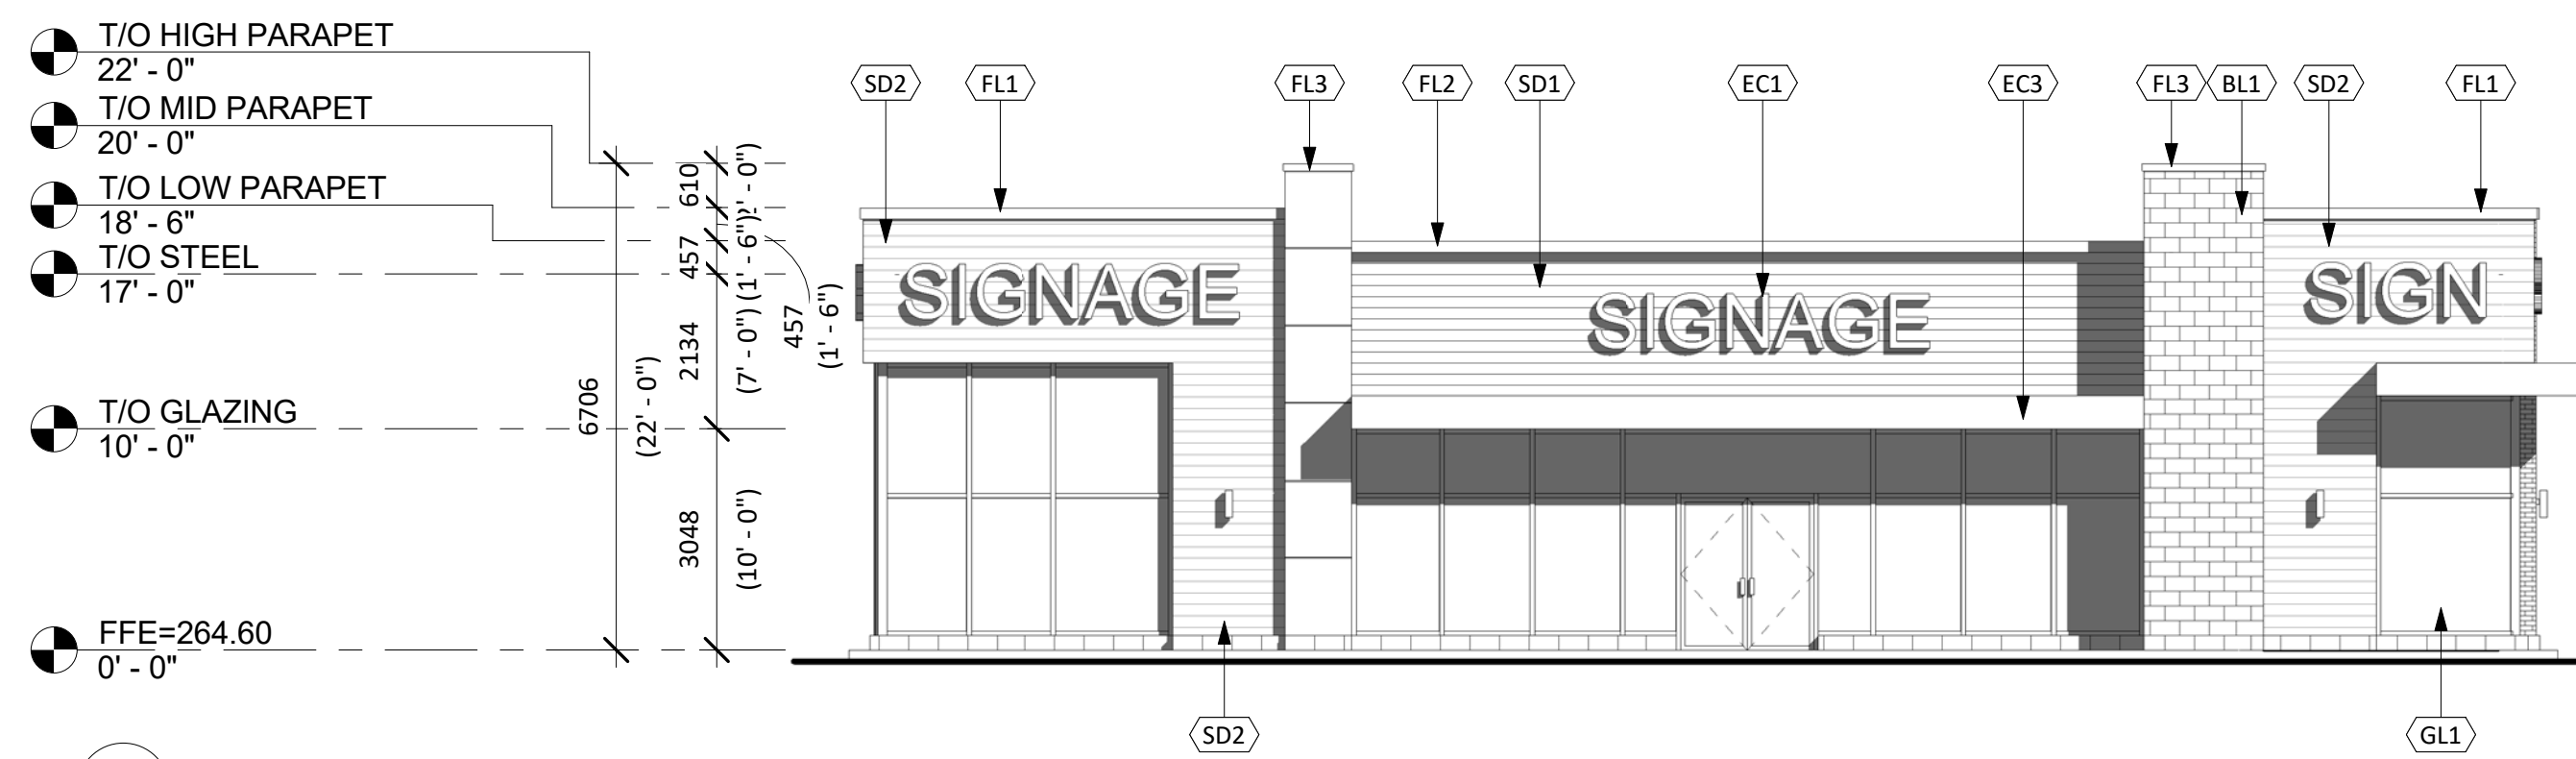 T/O HIGH PARAPET
22' - 0"
T/O MID PARAPET
20' - 0"
T/O LOW PARAPET
18' - 6"
T/O STEEL
17' - 0"
T/O GLAZING
10' - 0"
FFE=264.60
0' - 0"
6706
(22' - 0")
610
2' - 0")
457
(1' - 6")
2134
(7' - 0")
3048
(10' - 0")
457
(1' - 6")
SD2 FL1 FL3 FL2 SD1 EC1 EC3 FL3 BL1 SD2 FL1
SIGNAGE SIGNAGE SIGN
SD2 GL1